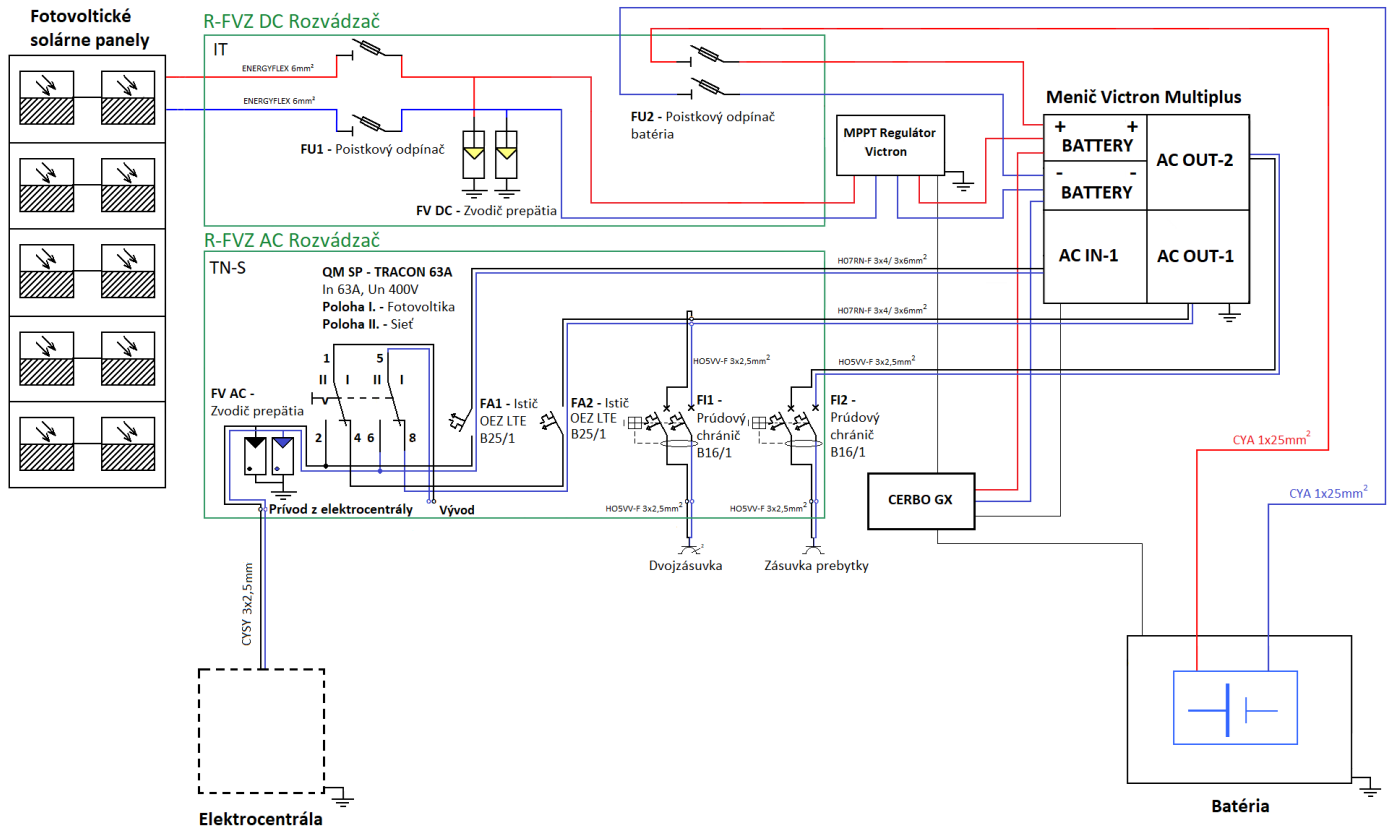 Fotovoltické
solárne panely
R-FVZ DC Rozvádzač
IT
ENERGYFLEX 6mm²
ENERGYFLEX 6mm²
FU1 - Poistkový odpínač
FU2 - Poistkový odpínač
batéria
FV DC - Zvodič prepätia
MPPT Regulátor
Victron
Menič Victron Multiplus
+ +
BATTERY
- -
BATTERY
AC OUT-2
AC IN-1
AC OUT-1
R-FVZ AC Rozvádzač
TN-S
QM SP - TRACON 63A
In 63A, Un 400V
Poloha I. - Fotovoltika
Poloha II. - Sieť
1 5
II I II I
2 4 6 8
FV AC -
Zvodič prepätia
FA1 - Istič
OEZ LTE
B25/1
FA2 - Istič
OEZ LTE
B25/1
FI1 -
Prúdový
chránič
B16/1
FI2 -
Prúdový
chránič
B16/1
H07RN-F 3x4/ 3x6mm²
H07RN-F 3x4/ 3x6mm²
HO5VV-F 3x2,5mm²
HO5VV-F 3x2,5mm²
HO5VV-F 3x2,5mm²
HO5VV-F 3x2,5mm²
Prívod z elektrocentrály
Vývod
2
Dvojzásuvka
Zásuvka prebytky
CERBO GX
CYA 1x25mm²
CYA 1x25mm²
CYSY 3x2,5mm
Elektrocentrála
Batéria